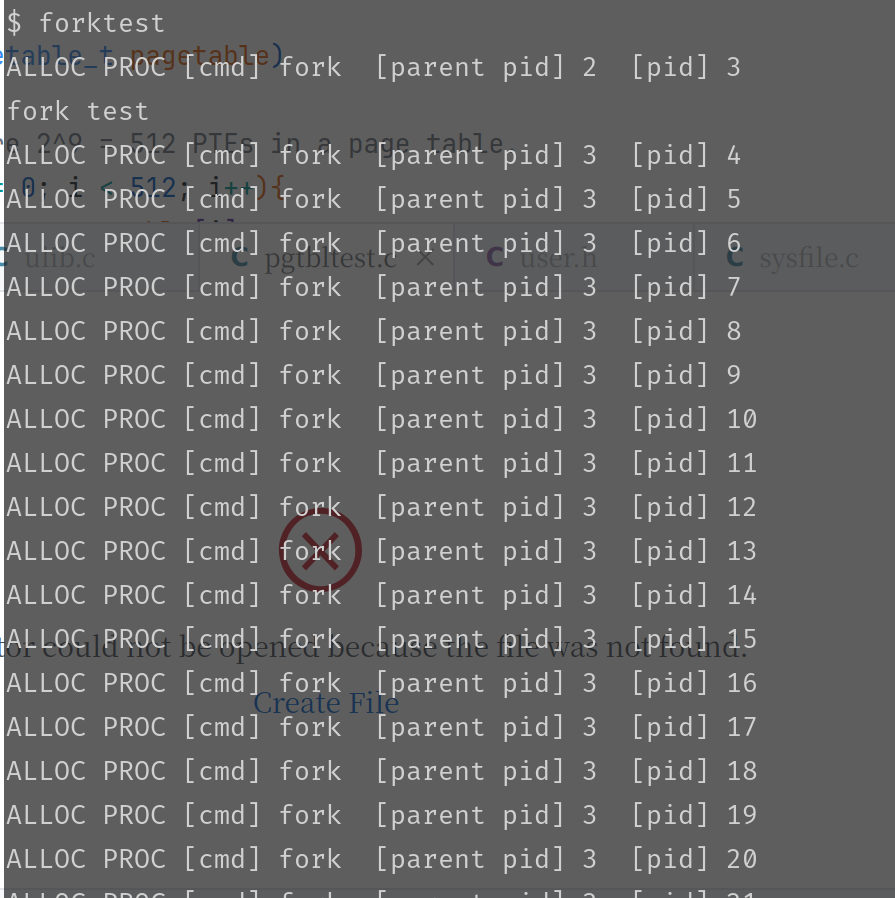 $ forktest
etable_t pagetable)
ALLOC PROC [cmd] fork  [parent pid] 2  [pid] 3
fork test
2^9 = 512 PTEs in a page table.
ALLOC PROC [cmd] fork  [parent pid] 3  [pid] 4
= 0; i < 512; i++){
ALLOC PROC [cmd] fork  [parent pid] 3  [pid] 5
ALLOC PROC [cmd] fork  [parent pid] 3  [pid] 6
C ulib.c C pgtbltest.c × C user.h C sysfile.c
ALLOC PROC [cmd] fork  [parent pid] 3  [pid] 7
ALLOC PROC [cmd] fork  [parent pid] 3  [pid] 8
ALLOC PROC [cmd] fork  [parent pid] 3  [pid] 9
ALLOC PROC [cmd] fork  [parent pid] 3  [pid] 10
ALLOC PROC [cmd] fork  [parent pid] 3  [pid] 11
ALLOC PROC [cmd] fork  [parent pid] 3  [pid] 12
ALLOC PROC [cmd] fork  [parent pid] 3  [pid] 13
ALLOC PROC [cmd] fork  [parent pid] 3  [pid] 14
ALLOC PROC [cmd] fork  [parent pid] 3  [pid] 15
tor could not be opened because the file was not found.
ALLOC PROC [cmd] fork  [parent pid] 3  [pid] 16
Create File
ALLOC PROC [cmd] fork  [parent pid] 3  [pid] 17
ALLOC PROC [cmd] fork  [parent pid] 3  [pid] 18
ALLOC PROC [cmd] fork  [parent pid] 3  [pid] 19
ALLOC PROC [cmd] fork  [parent pid] 3  [pid] 20